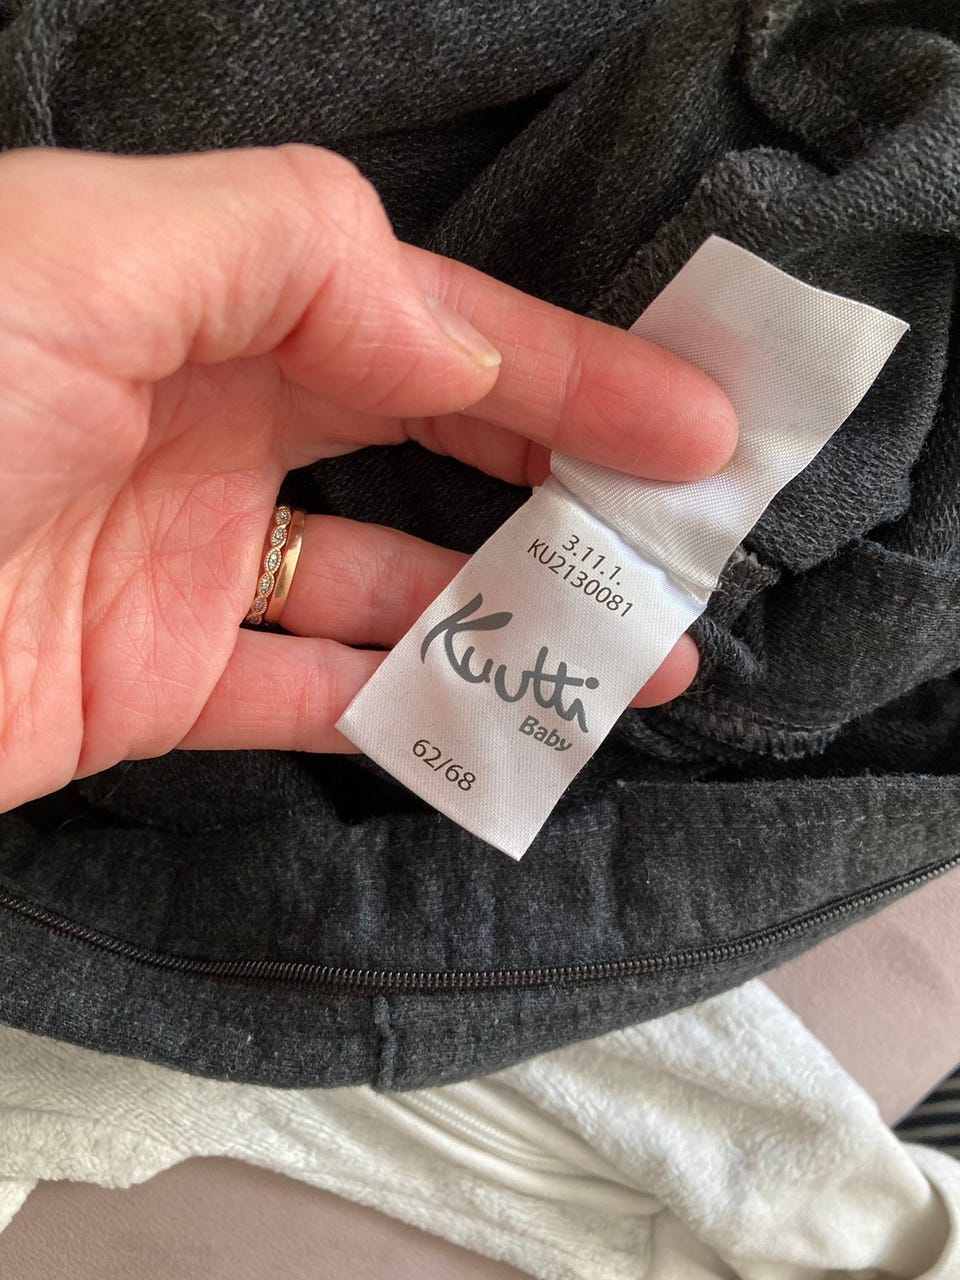 3.11.1.
KU2130081
Kuutti
Baby
62/68